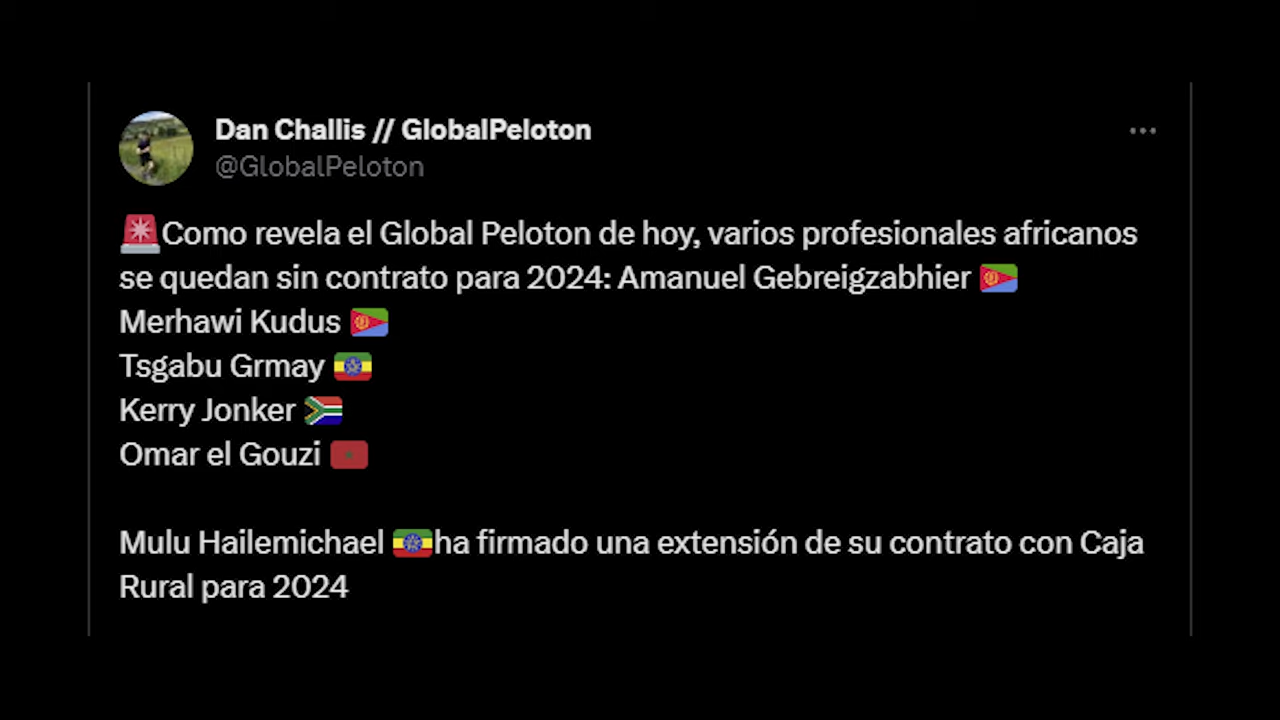 Dan Challis // GlobalPeloton
@GlobalPeloton
🚨Como revela el Global Peloton de hoy, varios profesionales africanos
se quedan sin contrato para 2024: Amanuel Gebreigzabhier 🇪🇷
Merhawi Kudus 🇪🇷
Tsgabu Grmay 🇪🇹
Kerry Jonker 🇿🇦
Omar el Gouzi 🇲🇦
Mulu Hailemichael 🇪🇹ha firmado una extensión de su contrato con Caja
Rural para 2024